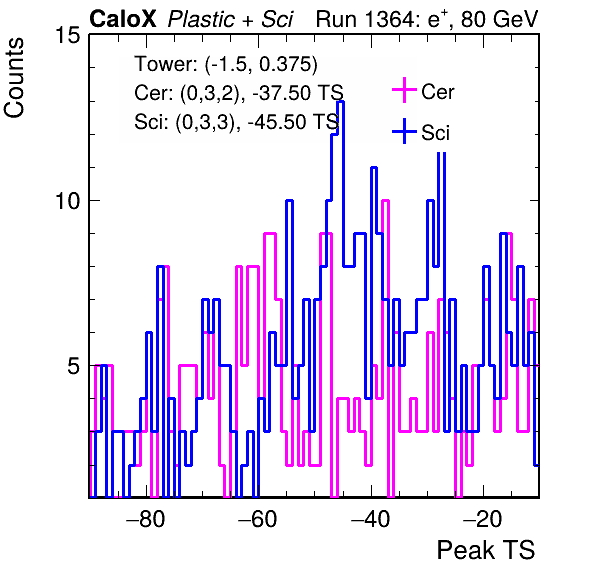 CaloX Plastic + Sci Run 1364: e⁺, 80 GeV
Counts
15
10
5
Tower: (-1.5, 0.375)
Cer: (0,3,2), -37.50 TS
Sci: (0,3,3), -45.50 TS
Cer
Sci
−80 −60 −40 −20
Peak TS